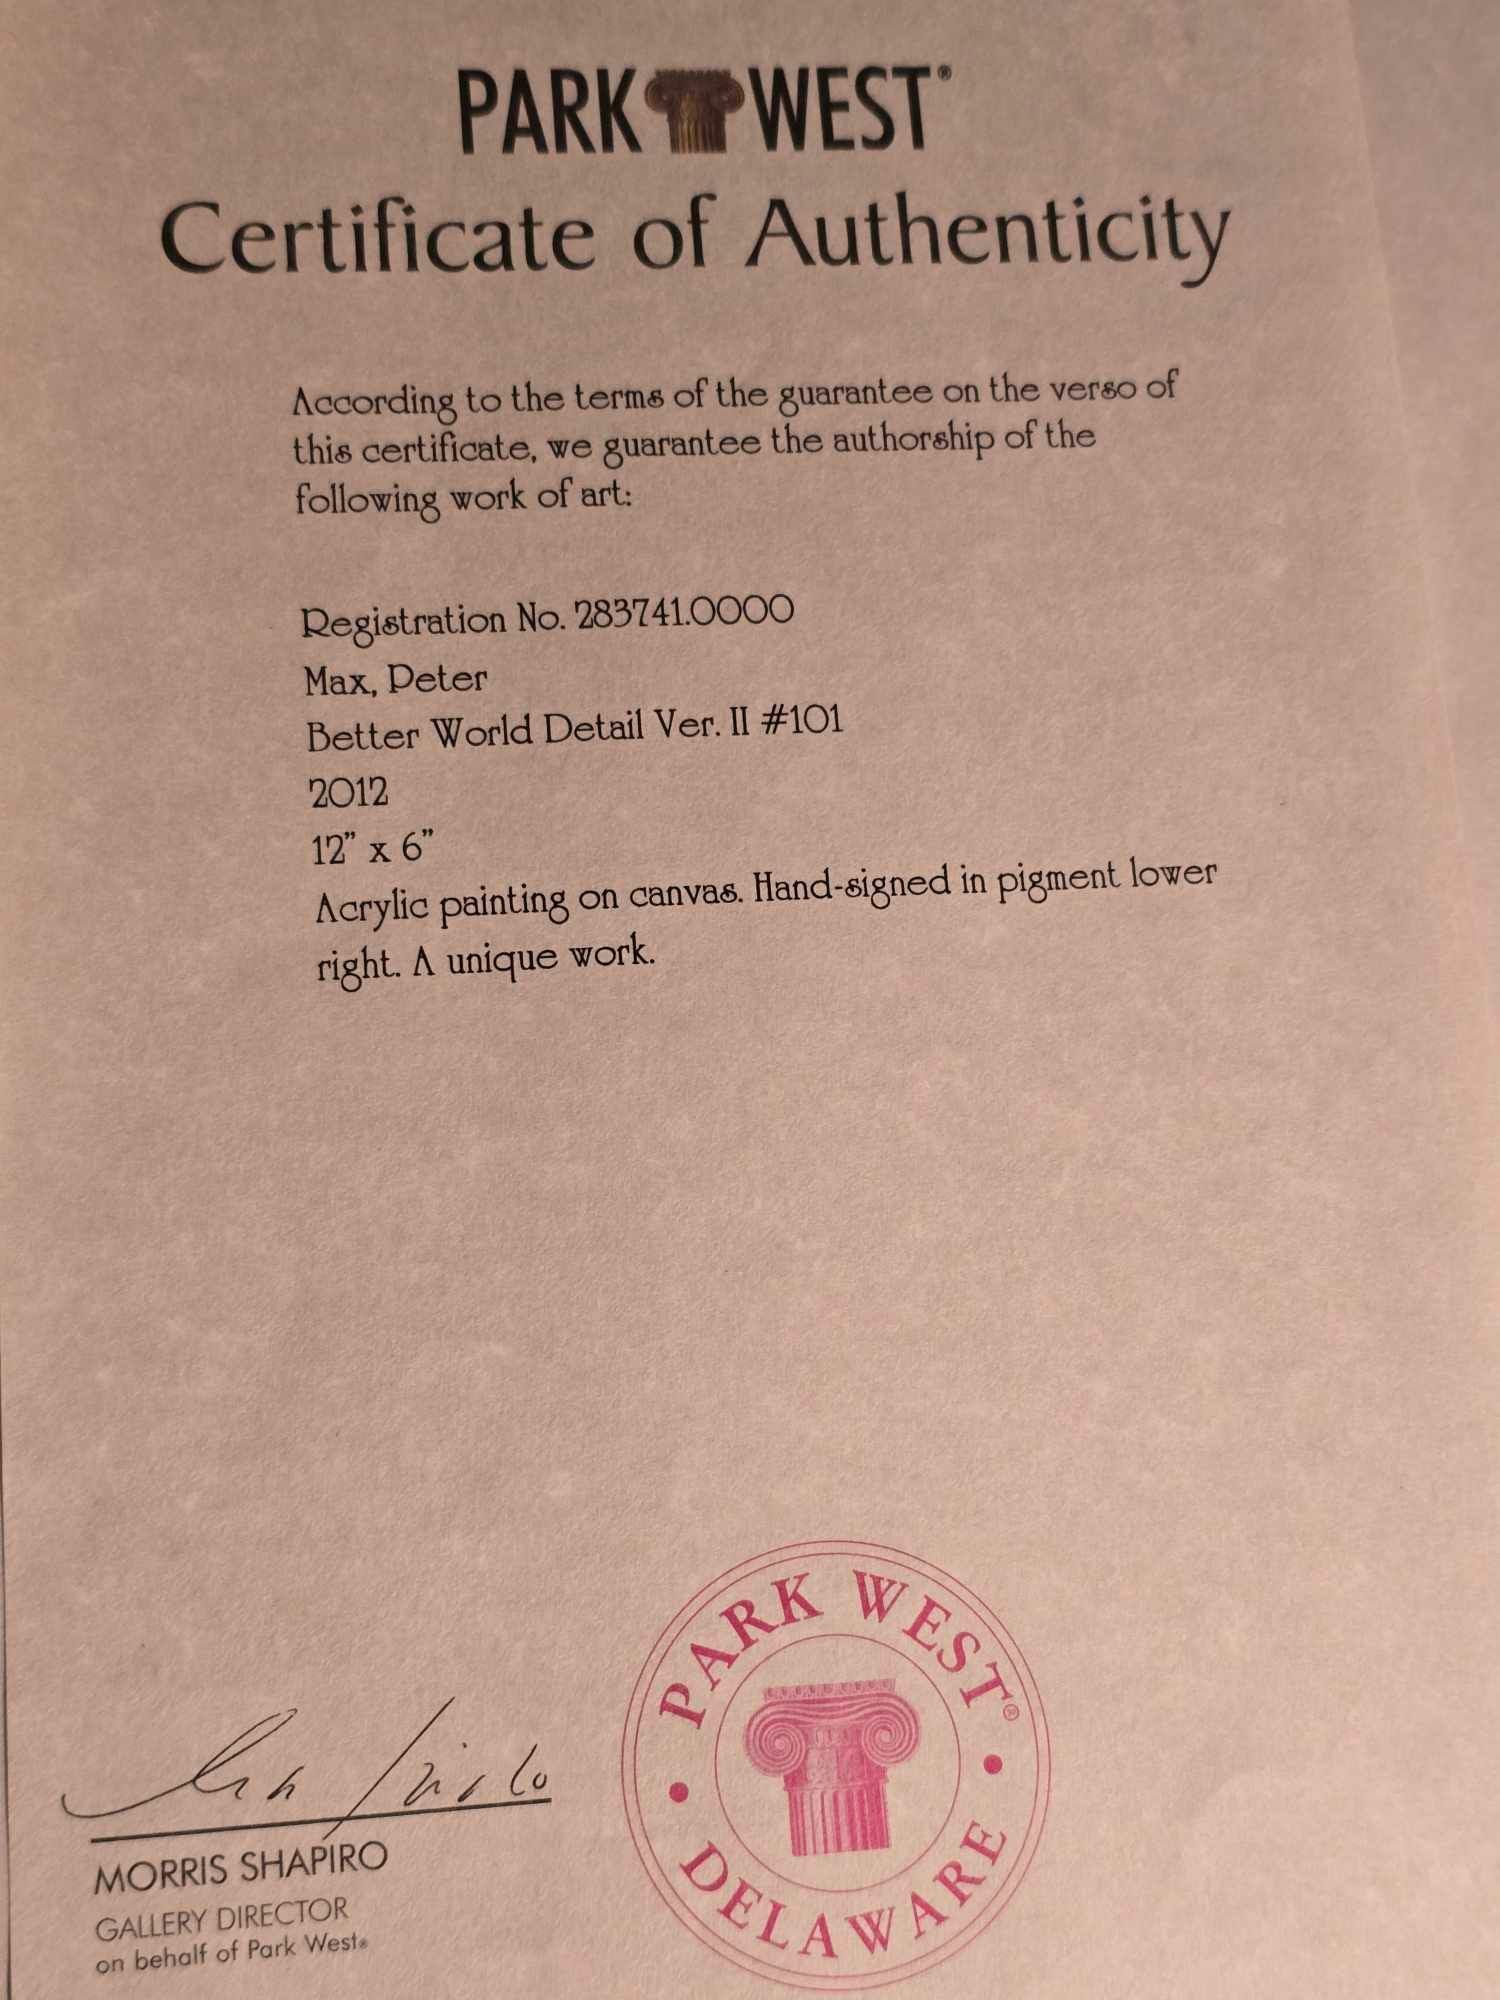 PARK WEST®
Certificate of Authenticity
According to the terms of the guarantee on the verso of
this certificate, we guarantee the authorship of the
following work of art:
Registration No. 283741.0000
Max, Peter
Better World Detail Ver. II #101
2012
12" x 6"
Acrylic painting on canvas. Hand-signed in pigment lower
right. A unique work.
MORRIS SHAPIRO
GALLERY DIRECTOR
on behalf of Park West®
PARK WEST®
• DELAWARE •